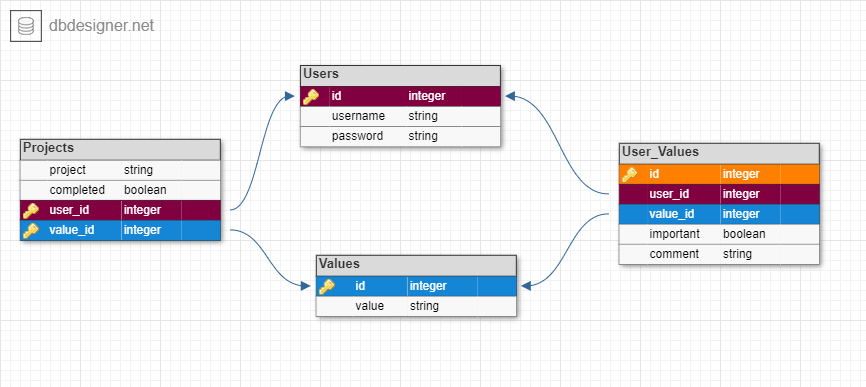 dbdesigner.net
Users
id integer
username string
password string
Projects
project string
completed boolean
user_id integer
value_id integer
User_Values
id integer
user_id integer
value_id integer
important boolean
comment string
Values
id integer
value string